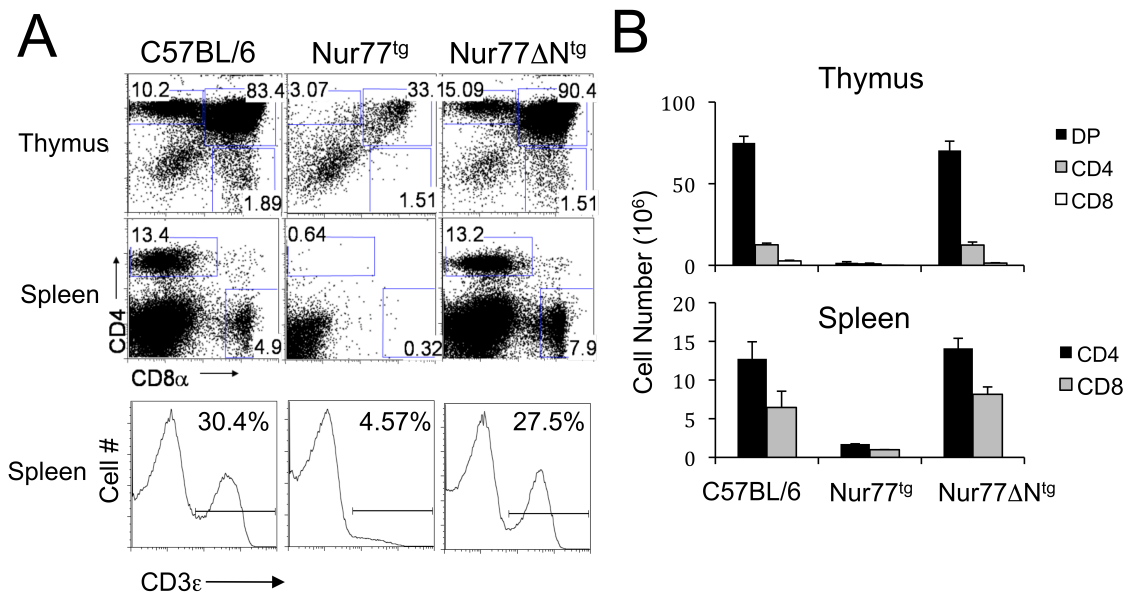 A
C57BL/6 Nur77tg Nur77ΔNtg
Thymus
10.2 83.4
1.89
3.07 33.1
1.51
5.09 90.4
1.51
Spleen
13.4
4.9
0.64
0.32
13.2
7.9
CD4
CD8α
Spleen
Cell #
30.4% 4.57% 27.5%
CD3ε
B
Thymus
100
50
0
DP
CD4
CD8
Cell Number (10⁶)
Spleen
20
15
10
5
0
CD4
CD8
C57BL/6 Nur77tg Nur77ΔNtg